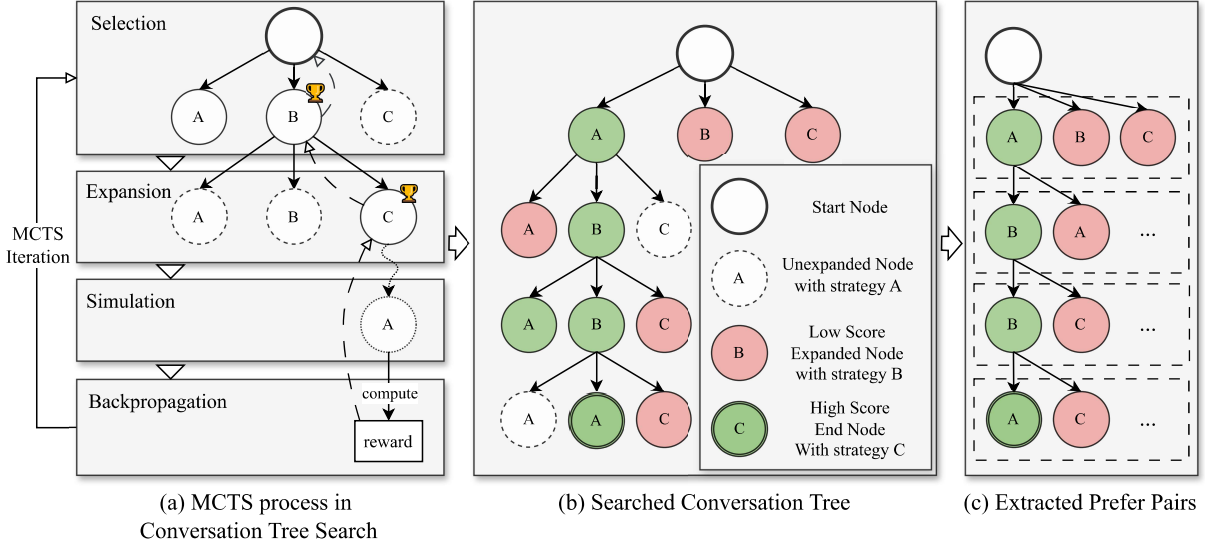 Selection
A
B
C
Expansion
A
B
C
MCTS
Iteration
Simulation
A
Backpropagation
compute
reward
(a) MCTS process in
Conversation Tree Search
A
B
C
A
B
C
A
B
C
A
A
C
Start Node
A
Unexpanded Node
with strategy A
B
Low Score
Expanded Node
with strategy B
C
High Score
End Node
With strategy C
(b) Searched Conversation Tree
A
B
C
B
A
...
B
C
...
A
C
...
(c) Extracted Prefer Pairs